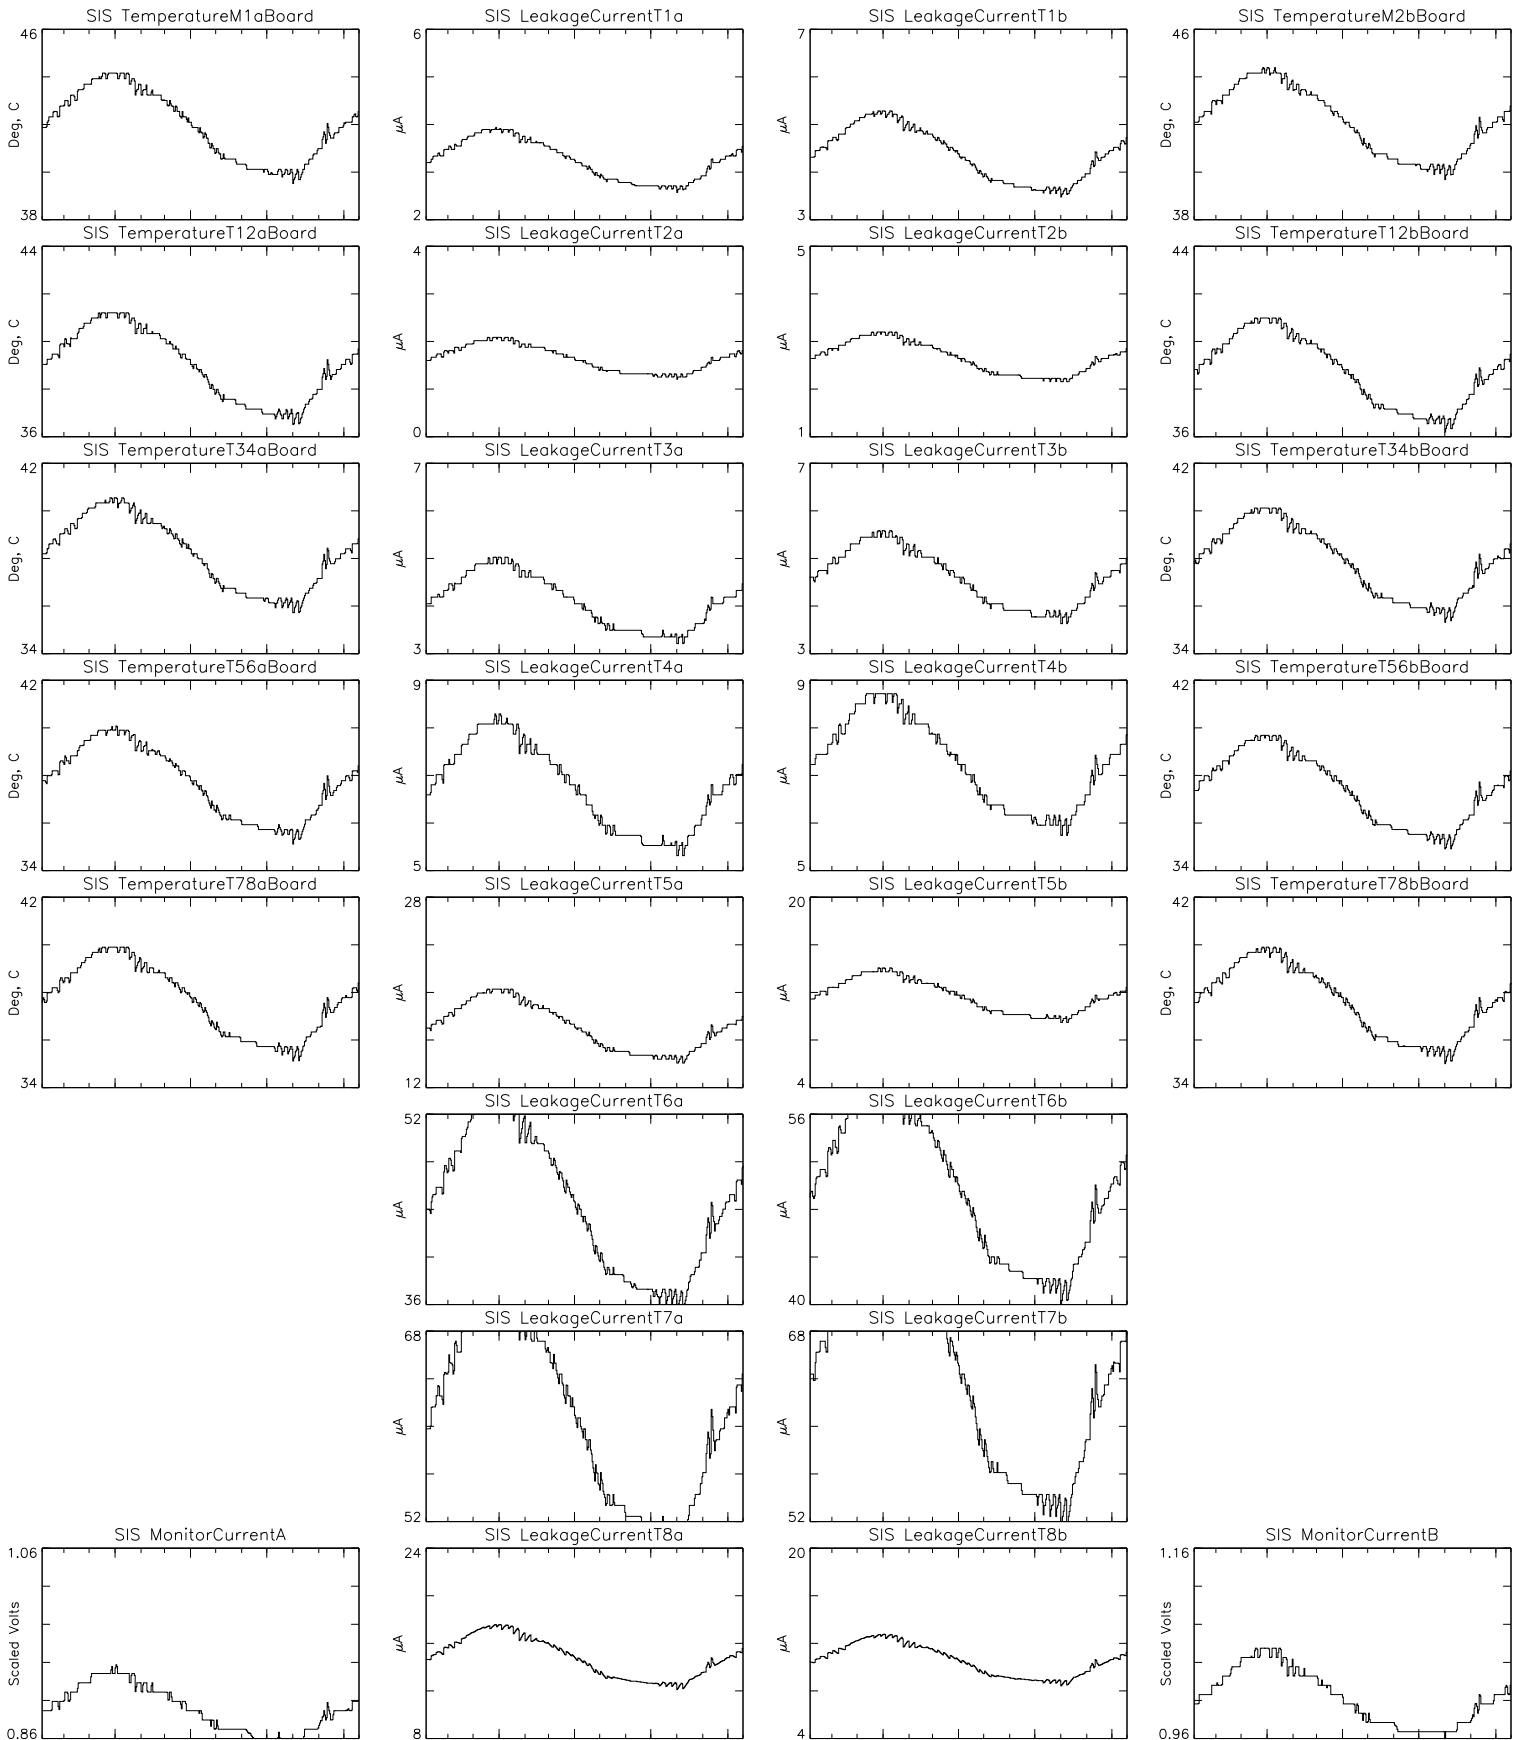 SIS TemperatureM1aBoard
46
Deg, C
38
SIS LeakageCurrentT1a
6
μA
2
SIS LeakageCurrentT1b
7
μA
3
SIS TemperatureM2bBoard
46
Deg, C
38
SIS TemperatureT12aBoard
44
Deg, C
36
SIS LeakageCurrentT2a
4
μA
0
SIS LeakageCurrentT2b
5
μA
1
SIS TemperatureT12bBoard
44
Deg, C
36
SIS TemperatureT34aBoard
42
Deg, C
34
SIS LeakageCurrentT3a
7
μA
3
SIS LeakageCurrentT3b
7
μA
3
SIS TemperatureT34bBoard
42
Deg, C
34
SIS TemperatureT56aBoard
42
Deg, C
34
SIS LeakageCurrentT4a
9
μA
5
SIS LeakageCurrentT4b
9
μA
5
SIS TemperatureT56bBoard
42
Deg, C
34
SIS TemperatureT78aBoard
42
Deg, C
34
SIS LeakageCurrentT5a
28
μA
12
SIS LeakageCurrentT5b
20
μA
4
SIS TemperatureT78bBoard
42
Deg, C
34
SIS LeakageCurrentT6a
52
μA
36
SIS LeakageCurrentT6b
56
μA
40
SIS LeakageCurrentT7a
68
μA
52
SIS LeakageCurrentT7b
68
μA
52
SIS MonitorCurrentA
1.06
Scaled Volts
0.86
SIS LeakageCurrentT8a
24
μA
8
SIS LeakageCurrentT8b
20
μA
4
SIS MonitorCurrentB
1.16
Scaled Volts
0.96